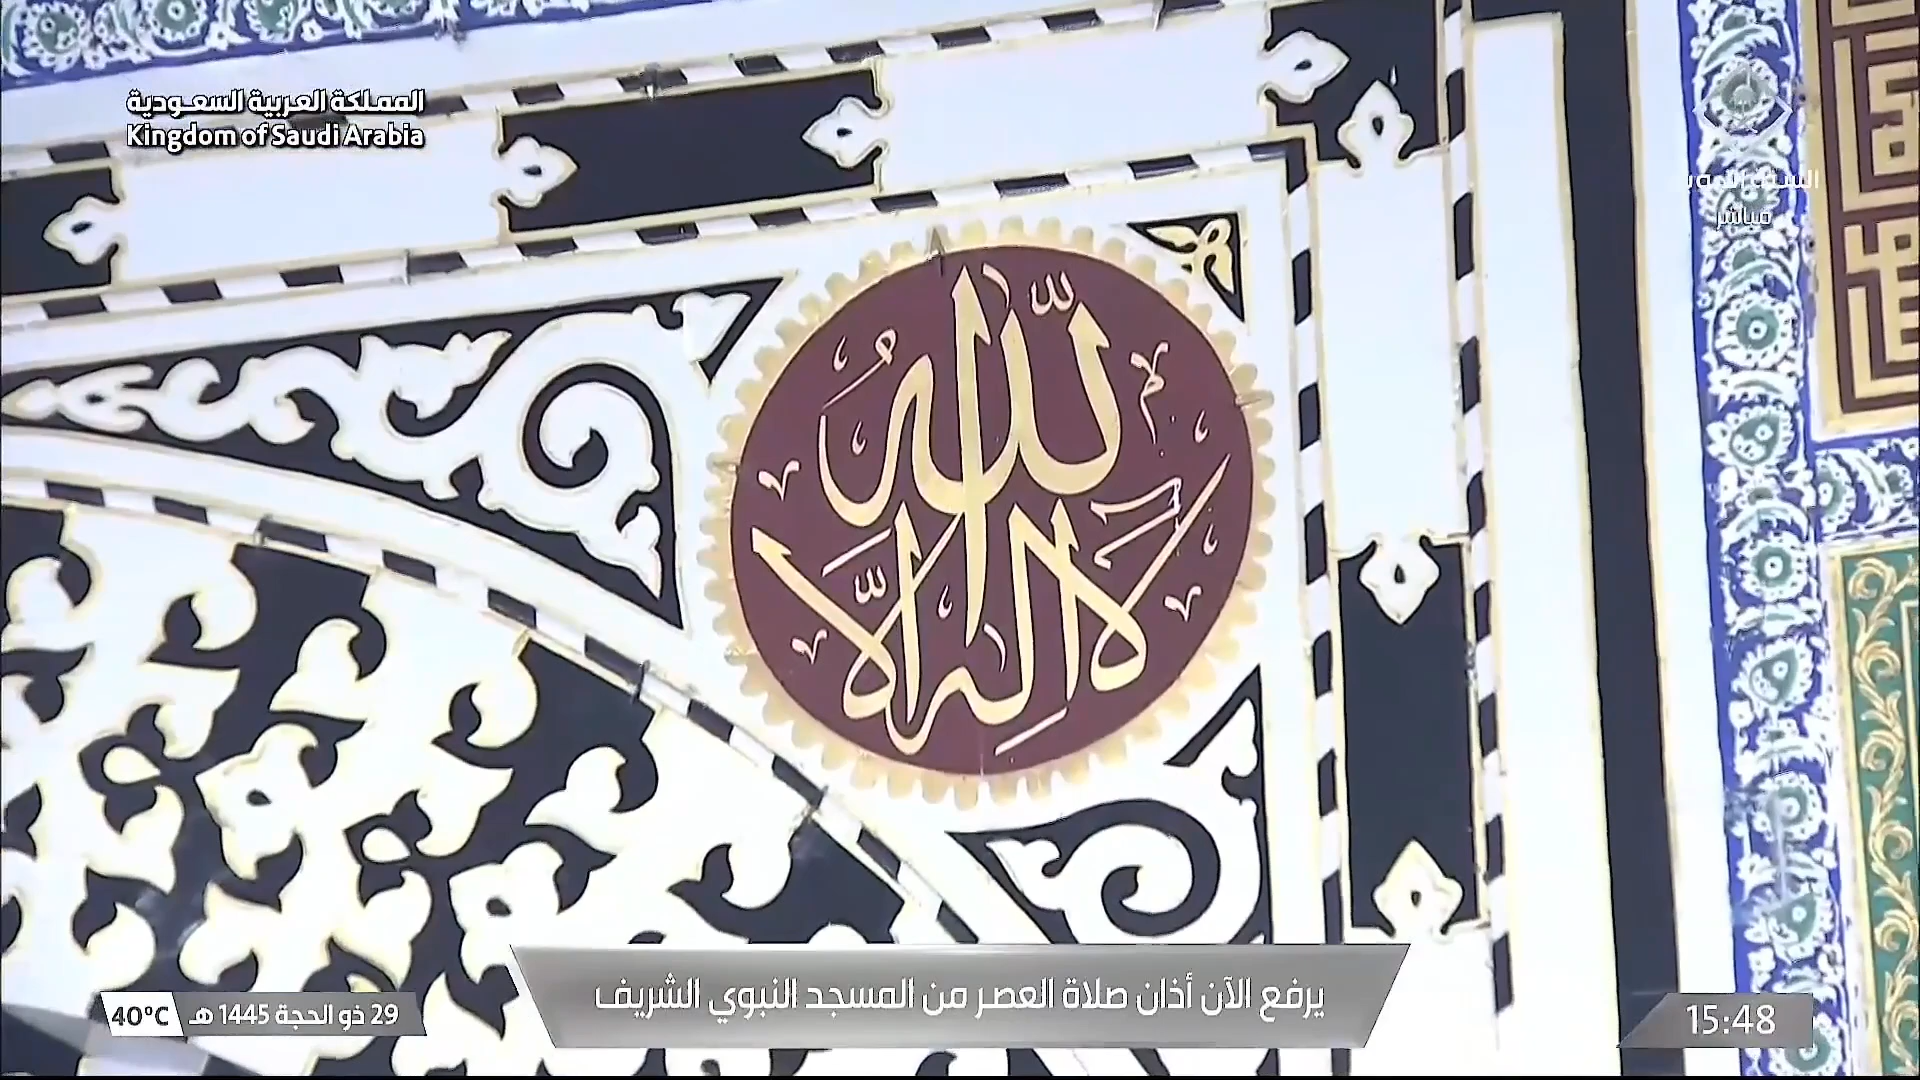 المملكة العربية السعودية
Kingdom of Saudi Arabia
مباشر
لا إله إلا الله
يرفع الآن أذان صلاة العصر من المسجد النبوي الشريف
40°C
29 ذو الحجة 1445 هـ
15:48